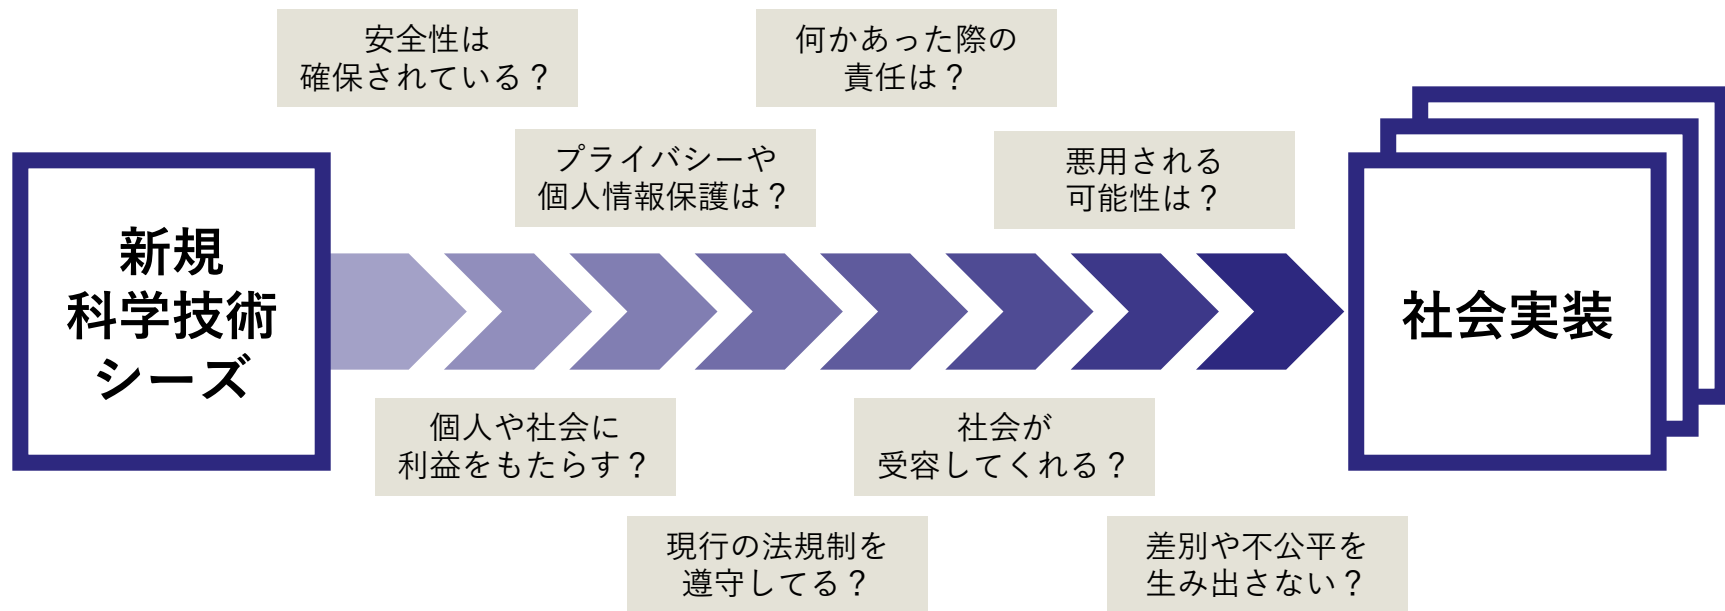 安全性は
確保されている？
何かあった際の
責任は？
プライバシーや
個人情報保護は？
悪用される
可能性は？
新規
科学技術
シーズ
社会実装
個人や社会に
利益をもたらす？
社会が
受容してくれる？
現行の法規制を
遵守してる？
差別や不公平を
生み出さない？